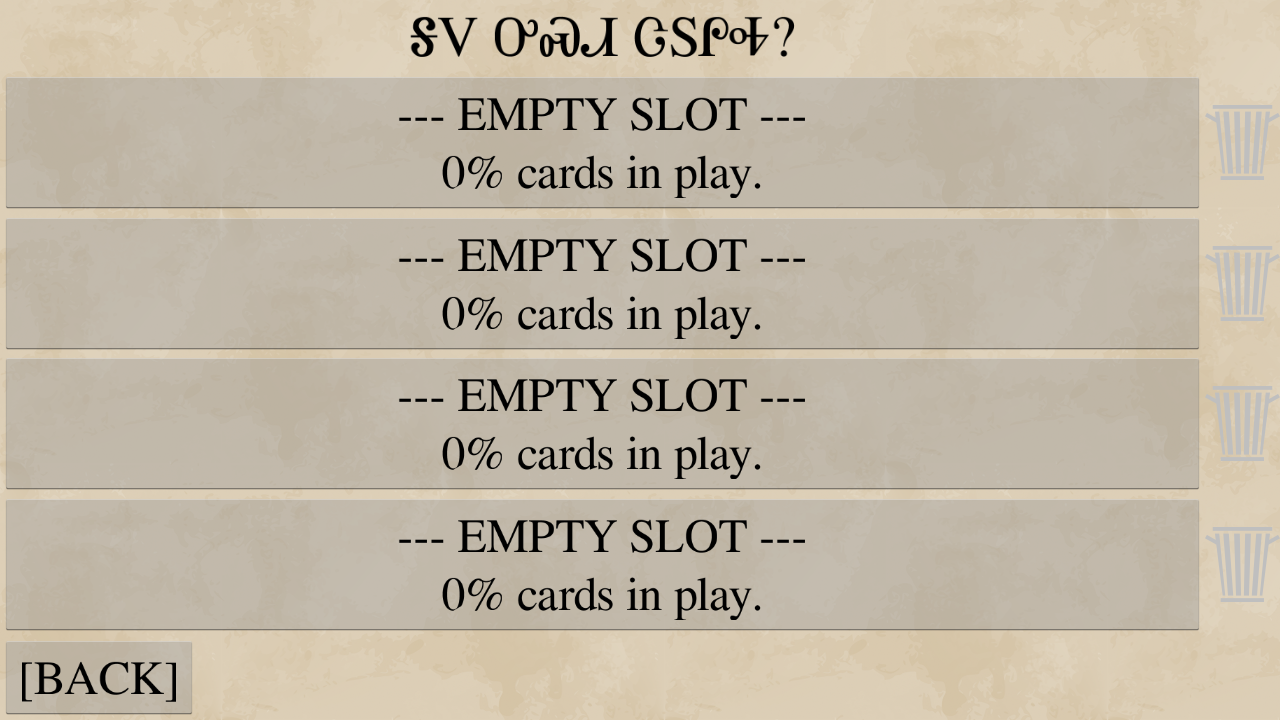 ᎦᏙ ᎤᏍᏗ ᏣᏚᎵᎭ?
--- EMPTY SLOT ---
0% cards in play.
--- EMPTY SLOT ---
0% cards in play.
--- EMPTY SLOT ---
0% cards in play.
--- EMPTY SLOT ---
0% cards in play.
[BACK]